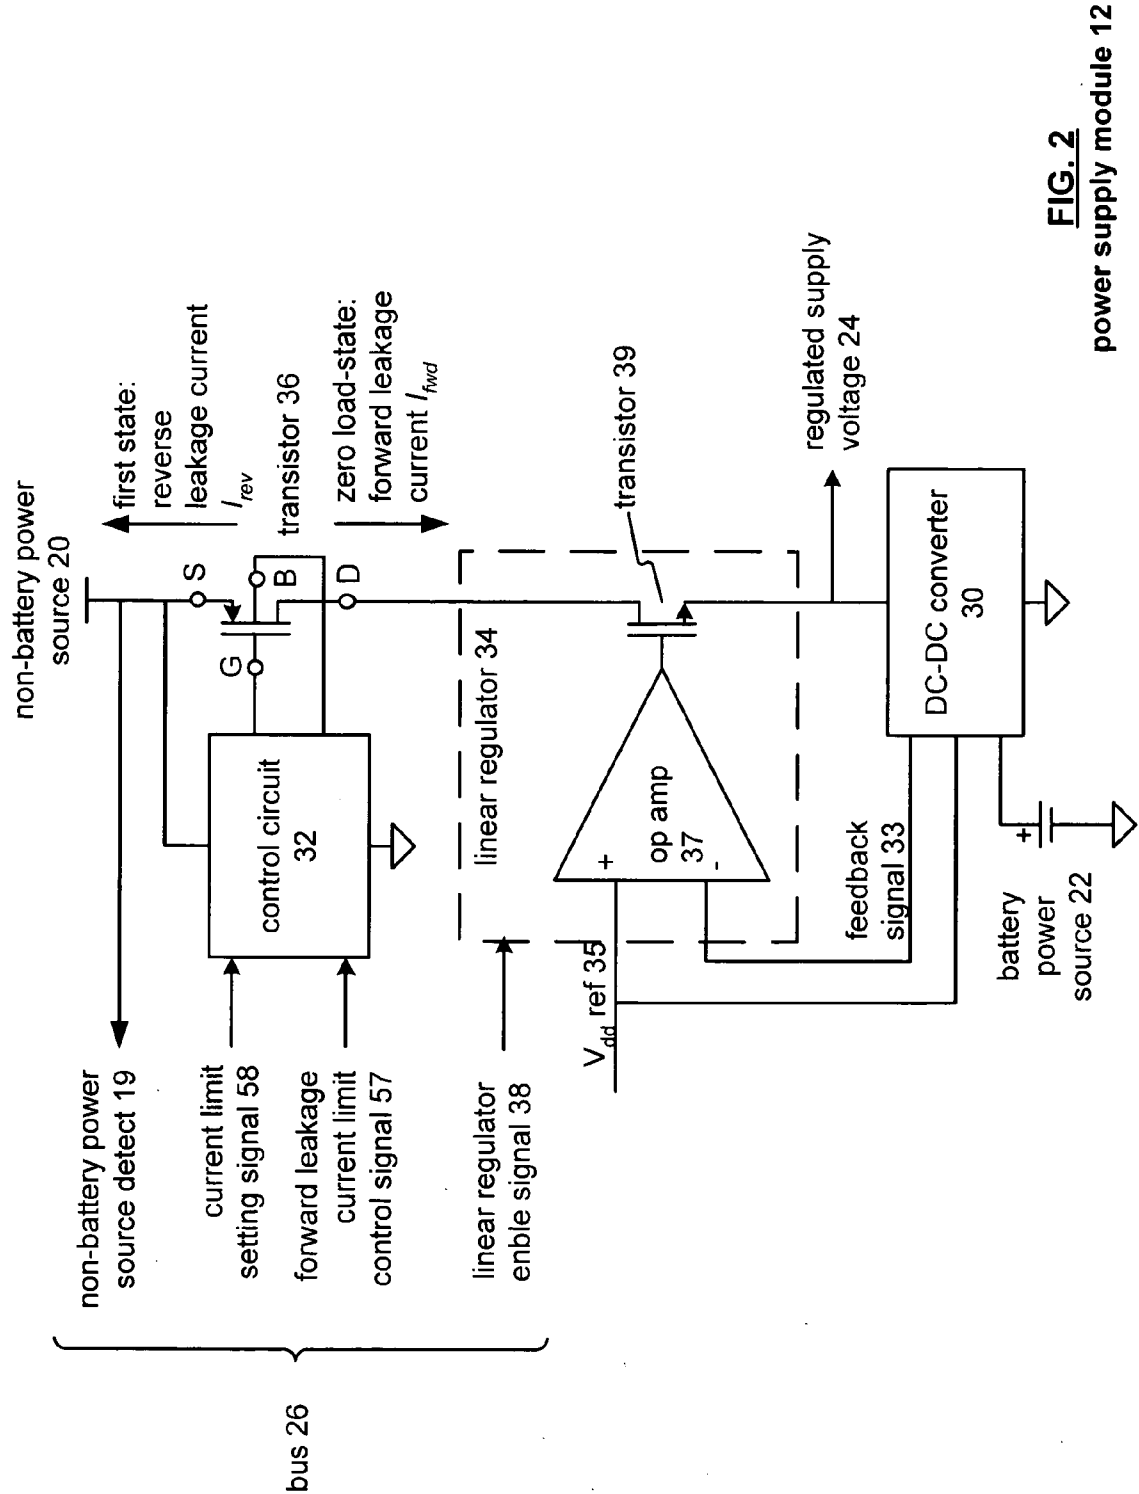 non-battery power
source 20
first state:
reverse
leakage current
I_rev
transistor 36
zero load-state:
forward leakage
current I_fwd
S
G
B
D
control circuit
32
non-battery power
source detect 19
current limit
setting signal 58
forward leakage
current limit
control signal 57
linear regulator
enble signal 38
bus 26
linear regulator 34
transistor 39
+
op amp
37
-
V_dd ref 35
feedback
signal 33
regulated supply
voltage 24
DC-DC converter
30
+
battery
power
source 22
FIG. 2
power supply module 12